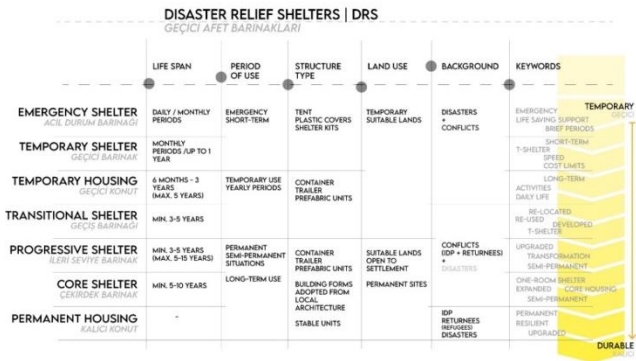 DISASTER RELIEF SHELTERS | DRS
GEÇİCİ AFET BARINAKLARI
LIFE SPAN
PERIOD
OF USE
STRUCTURE
TYPE
LAND USE
BACKGROUND
KEYWORDS
EMERGENCY SHELTER
ACİL DURUM BARINAĞI
DAILY / MONTHLY
PERIODS
EMERGENCY
SHORT-TERM
TENT
PLASTIC COVERS
SHELTER KITS
TEMPORARY
SUITABLE LANDS
DISASTERS
+
CONFLICTS
EMERGENCY
LIFE SAVING SUPPORT
BRIEF PERIODS
TEMPORARY
GEÇİCİ
TEMPORARY SHELTER
GEÇİCİ BARINAK
MONTHLY
PERIODS /UP TO 1
YEAR
SHORT-TERM
T-SHELTER
SPEED
COST LIMITS
TEMPORARY HOUSING
GEÇİCİ KONUT
6 MONTHS - 3
YEARS
(MAX. 5 YEARS)
TEMPORARY USE
YEARLY PERIODS
CONTAINER
TRAILER
PREFABRIC UNITS
LONG-TERM
ACTIVITIES
DAILY LIFE
TRANSITIONAL SHELTER
GEÇİŞ BARINAĞI
MIN. 3-5 YEARS
RE-LOCATED
RE-USED
DEVELOPED
T-SHELTER
PROGRESSIVE SHELTER
İLERİ SEVİYE BARINAK
MIN. 3-5 YEARS
(MAX. 5-15 YEARS)
PERMANENT
SEMI-PERMANENT
SITUATIONS
CONTAINER
TRAILER
PREFABRIC UNITS
SUITABLE LANDS
OPEN TO
SETTLEMENT
CONFLICTS
(IDP + RETURNEES)
+
DISASTERS
UPGRADED
TRANSFORMATION
SEMI-PERMANENT
CORE SHELTER
ÇEKİRDEK BARINAK
MIN. 5-10 YEARS
LONG-TERM USE
BUILDING FORMS
ADOPTED FROM
LOCAL
ARCHITECTURE
PERMANENT SITES
ONE-ROOM SHELTER
EXPANDED CORE HOUSING
SEMI-PERMANENT
PERMANENT HOUSING
KALICI KONUT
-
STABLE UNITS
IDP
RETURNEES
(REFUGEES)
DISASTERS
PERMANENT
RESILIENT
UPGRADED
DURABLE